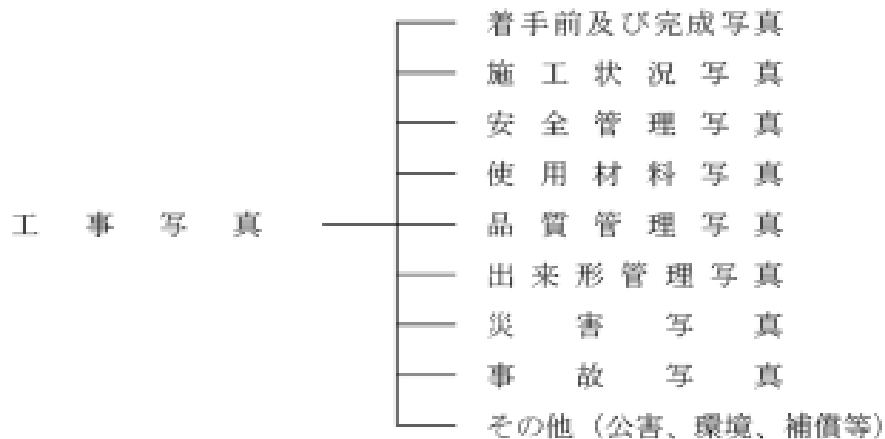 着手前及び完成写真
施工状況写真
安全管理写真
使用材料写真
工事写真
品質管理写真
出来形管理写真
災害写真
事故写真
その他（公害、環境、補償等）